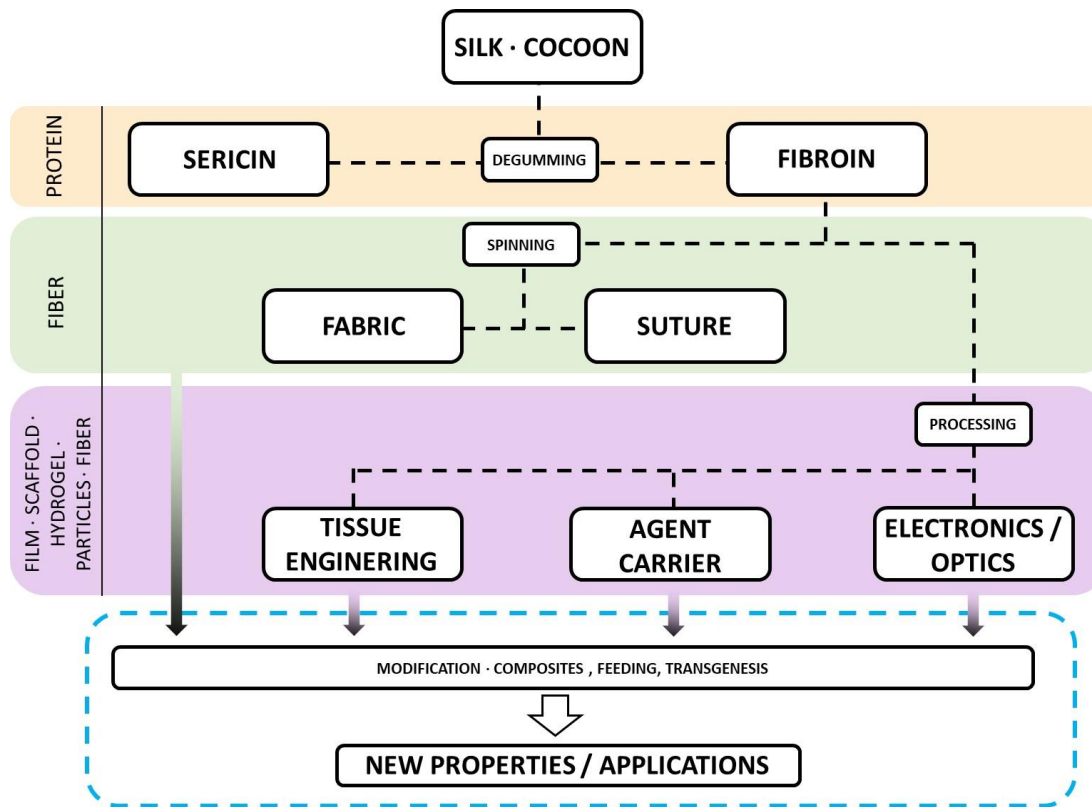 SILK · COCOON
PROTEIN
SERICIN
DEGUMMING
FIBROIN
FIBER
SPINNING
FABRIC
SUTURE
FILM · SCAFFOLD ·
HYDROGEL ·
PARTICLES · FIBER
PROCESSING
TISSUE
ENGINERING
AGENT
CARRIER
ELECTRONICS /
OPTICS
MODIFICATION · COMPOSITES , FEEDING, TRANSGENESIS
NEW PROPERTIES / APPLICATIONS